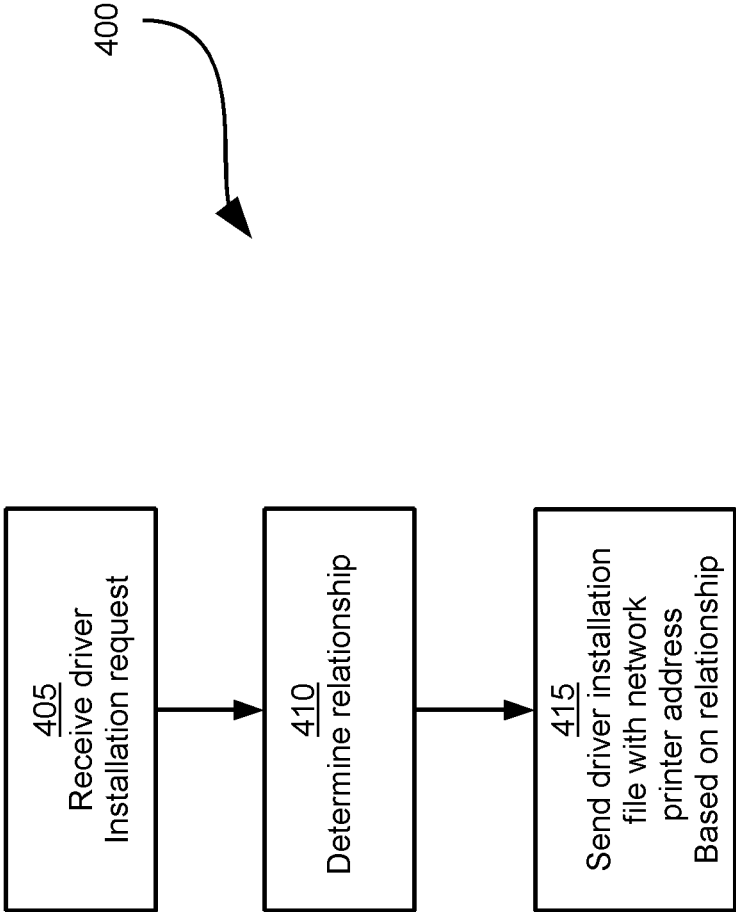 400
405
Receive driver
Installation request
410
Determine relationship
415
Send driver installation
file with network
printer address
Based on relationship